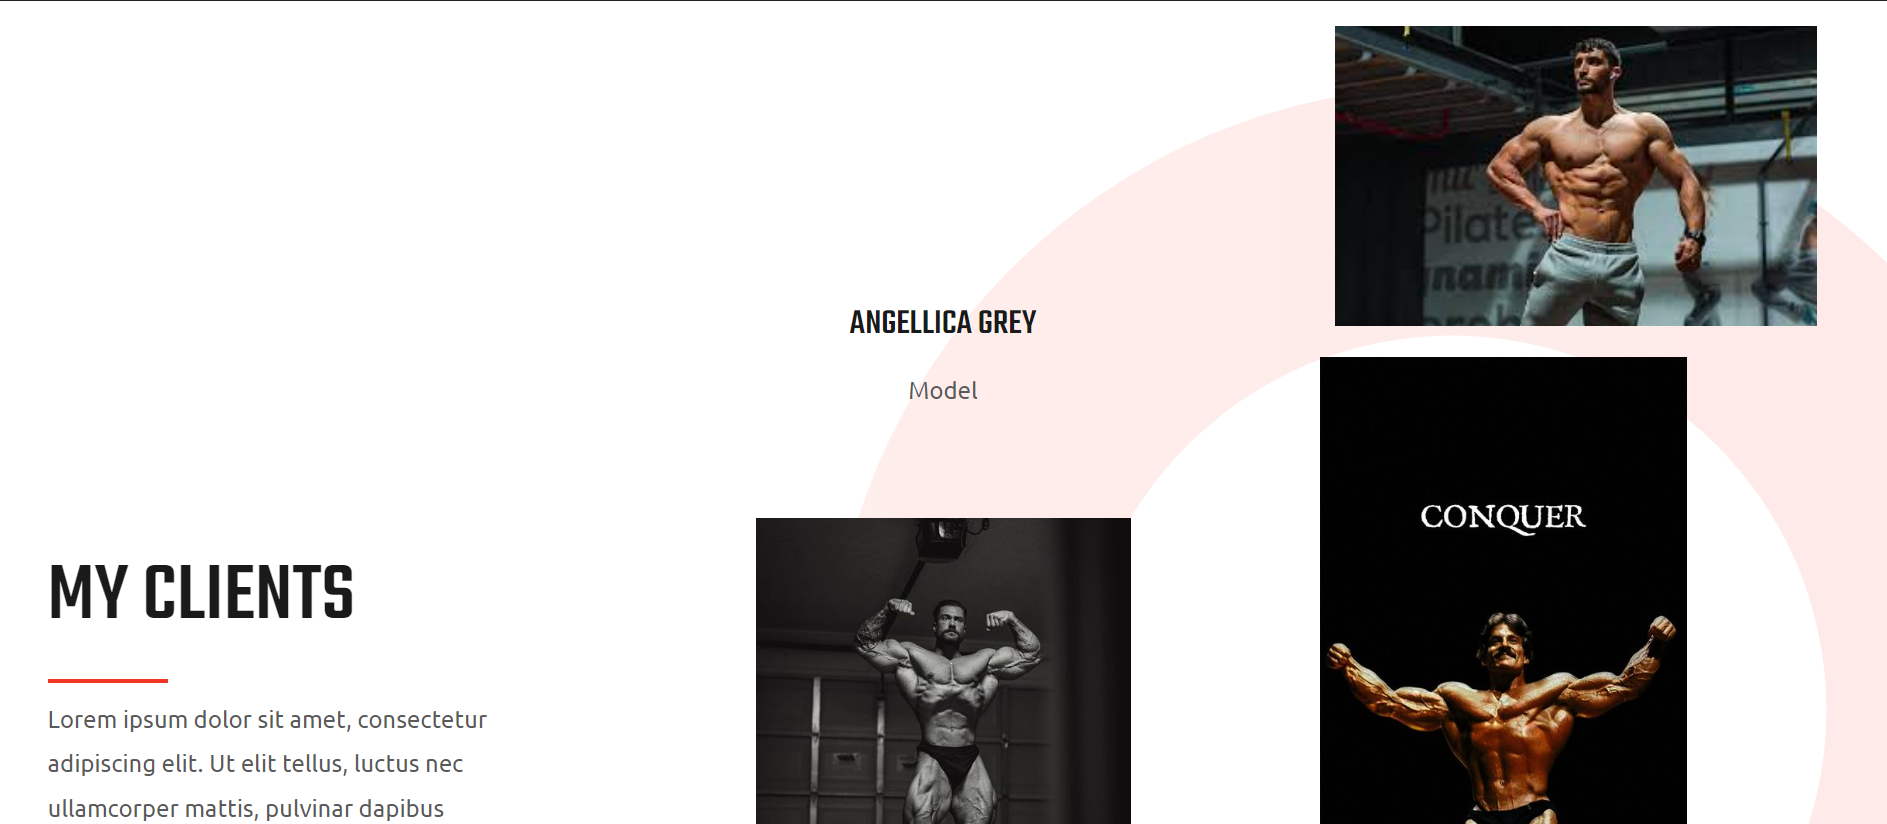 ANGELLICA GREY
Model
MY CLIENTS
Lorem ipsum dolor sit amet, consectetur
adipiscing elit. Ut elit tellus, luctus nec
ullamcorper mattis, pulvinar dapibus
CONQUER